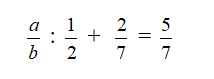 a/b : 1/2 + 2/7 = 5/7